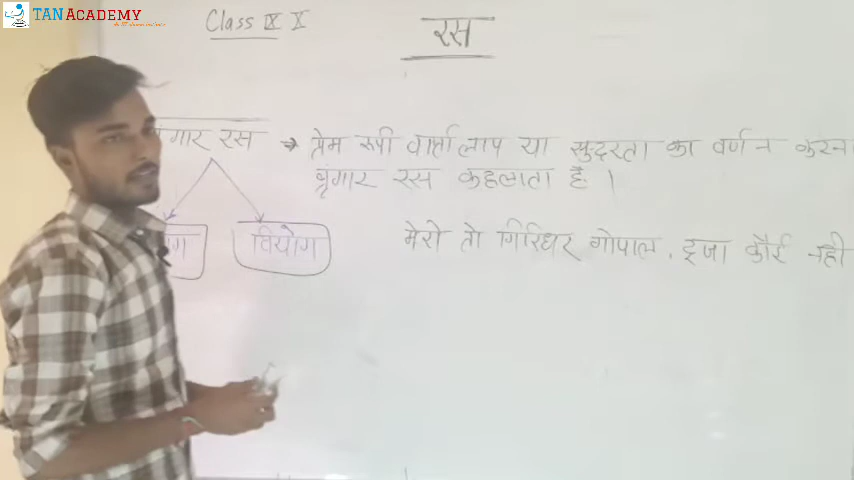 TAN ACADEMY
Class IX X
रस
ंगार रस → प्रेम रूपी वार्त्तालाप या सुदरता का वर्णन करना
श्रृंगार रस कहलाता है ।
ोग वियोग
मेरो तो गिरिधर गोपाल, दूजा कोई नही